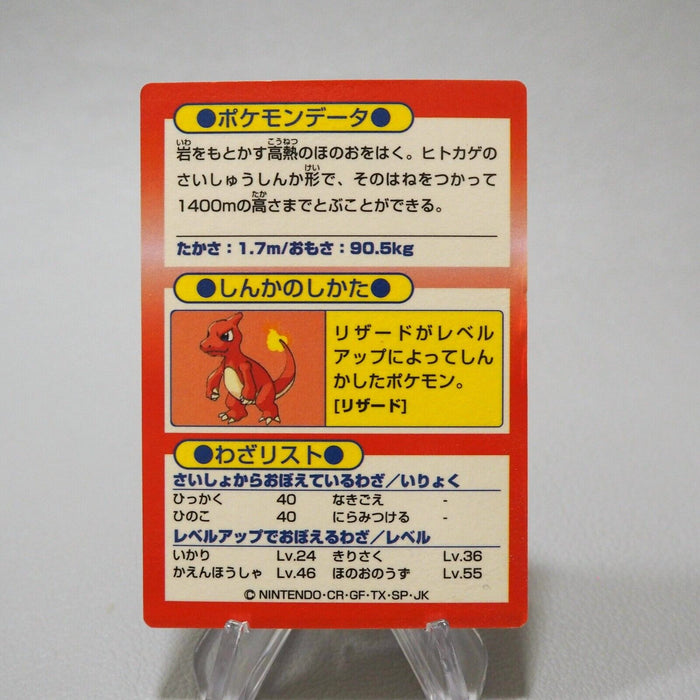 ●ポケモンデータ●
岩をもとかす高熱のほのおをはく。ヒトカゲの
さいしゅうしんか形で、そのはねをつかって
1400mの高さまでとぶことができる。
たかさ：1.7m/おもさ：90.5kg
●しんかのしかた●
リザードがレベル
アップによってしん
かしたポケモン。
[リザード]
●わざリスト●
さいしょからおぼえているわざ／いりょく
ひっかく 40 なきごえ -
ひのこ 40 にらみつける -
レベルアップでおぼえるわざ／レベル
いかり Lv.24 きりさく Lv.36
かえんほうしゃ Lv.46 ほのおのうず Lv.55
©NINTENDO・CR・GF・TX・SP・JK